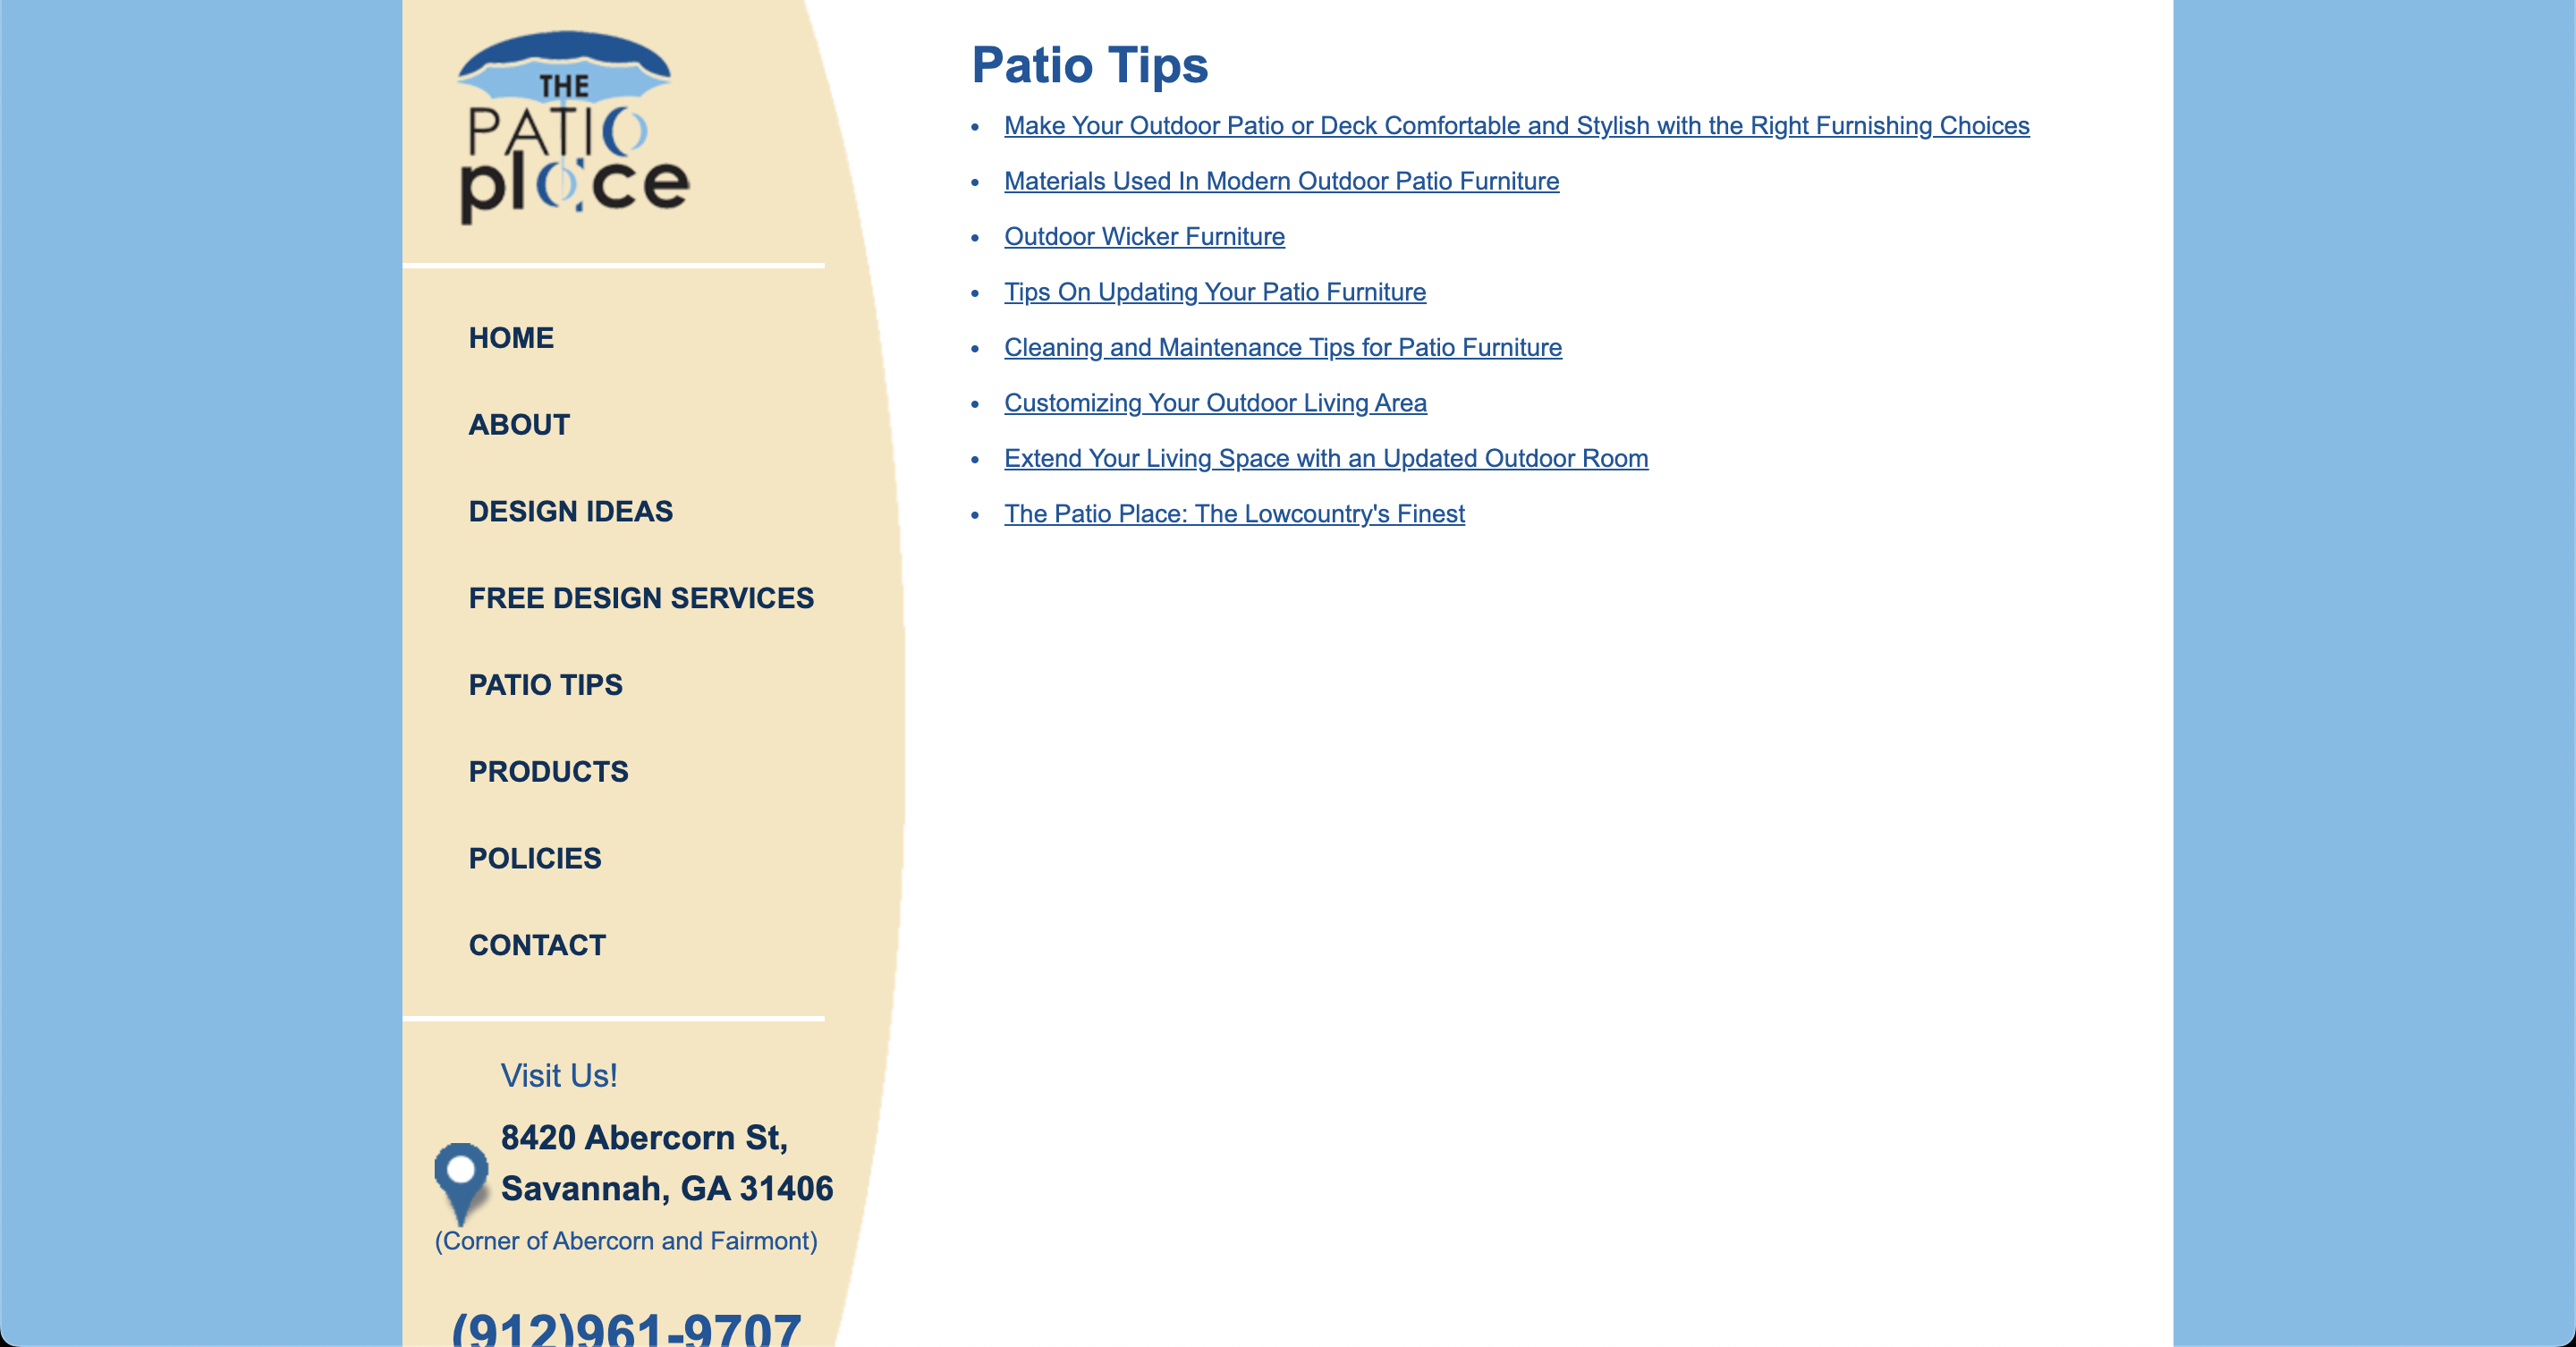 THE
PATIO
place
HOME
ABOUT
DESIGN IDEAS
FREE DESIGN SERVICES
PATIO TIPS
PRODUCTS
POLICIES
CONTACT
Visit Us!
8420 Abercorn St,
Savannah, GA 31406
(Corner of Abercorn and Fairmont)
(912)961-9707
Patio Tips
• Make Your Outdoor Patio or Deck Comfortable and Stylish with the Right Furnishing Choices
• Materials Used In Modern Outdoor Patio Furniture
• Outdoor Wicker Furniture
• Tips On Updating Your Patio Furniture
• Cleaning and Maintenance Tips for Patio Furniture
• Customizing Your Outdoor Living Area
• Extend Your Living Space with an Updated Outdoor Room
• The Patio Place: The Lowcountry's Finest